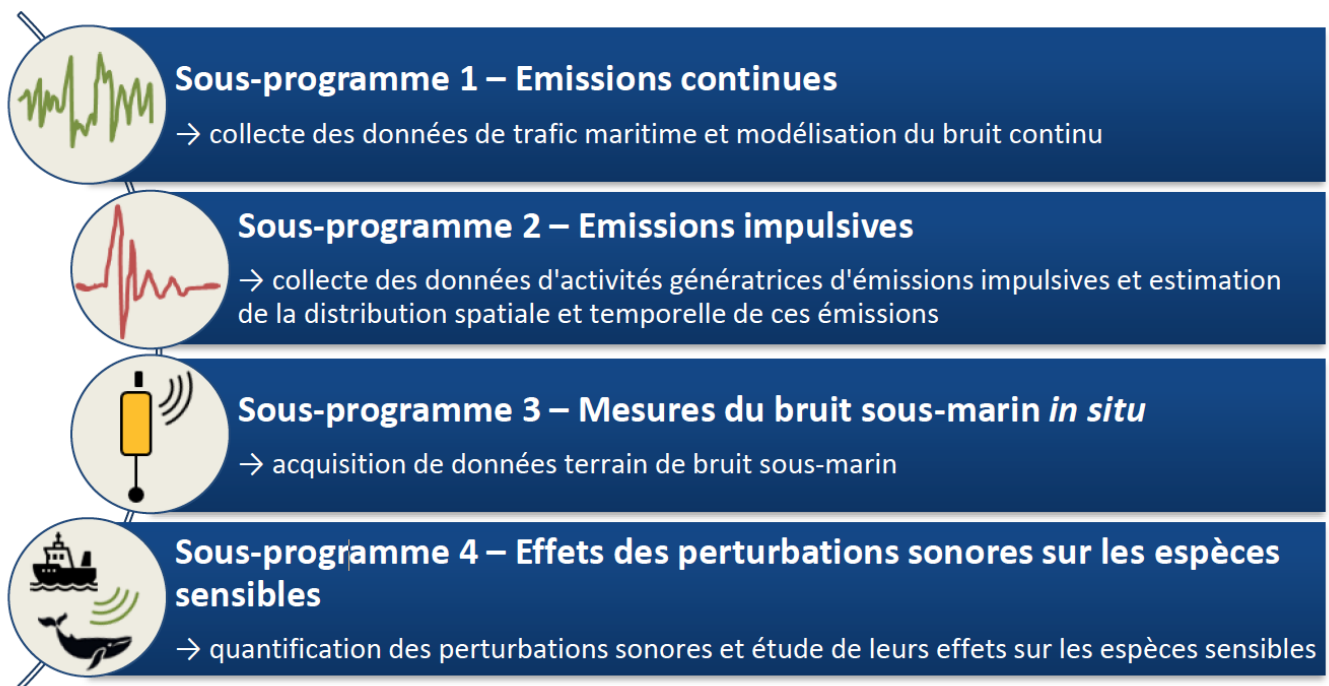 Sous-programme 1 – Emissions continues
→ collecte des données de trafic maritime et modélisation du bruit continu
Sous-programme 2 – Emissions impulsives
→ collecte des données d'activités génératrices d'émissions impulsives et estimation
de la distribution spatiale et temporelle de ces émissions
Sous-programme 3 – Mesures du bruit sous-marin in situ
→ acquisition de données terrain de bruit sous-marin
Sous-programme 4 – Effets des perturbations sonores sur les espèces
sensibles
→ quantification des perturbations sonores et étude de leurs effets sur les espèces sensibles